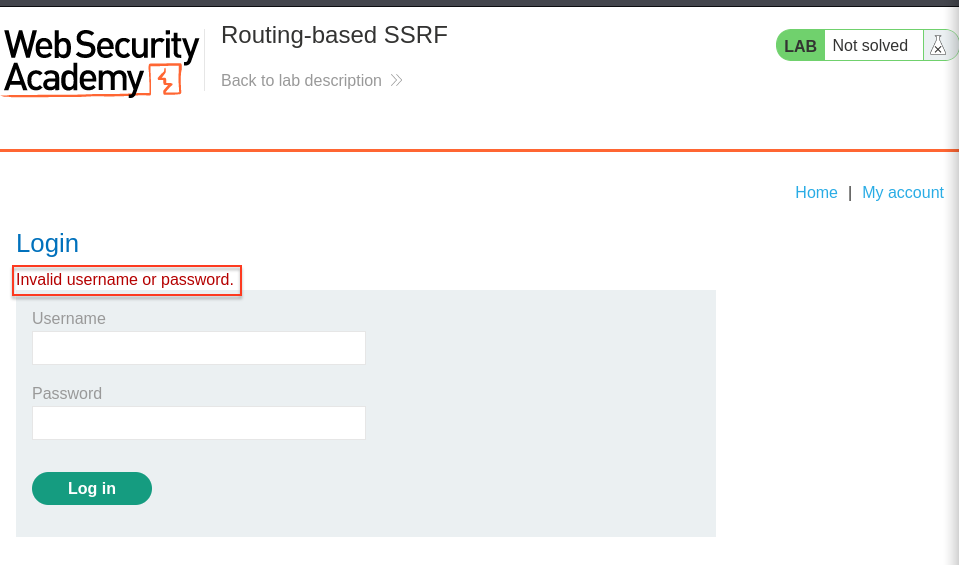 Web Security
Academy
Routing-based SSRF
Back to lab description
LAB Not solved
Home | My account
Login
Invalid username or password.
Username
Password
Log in